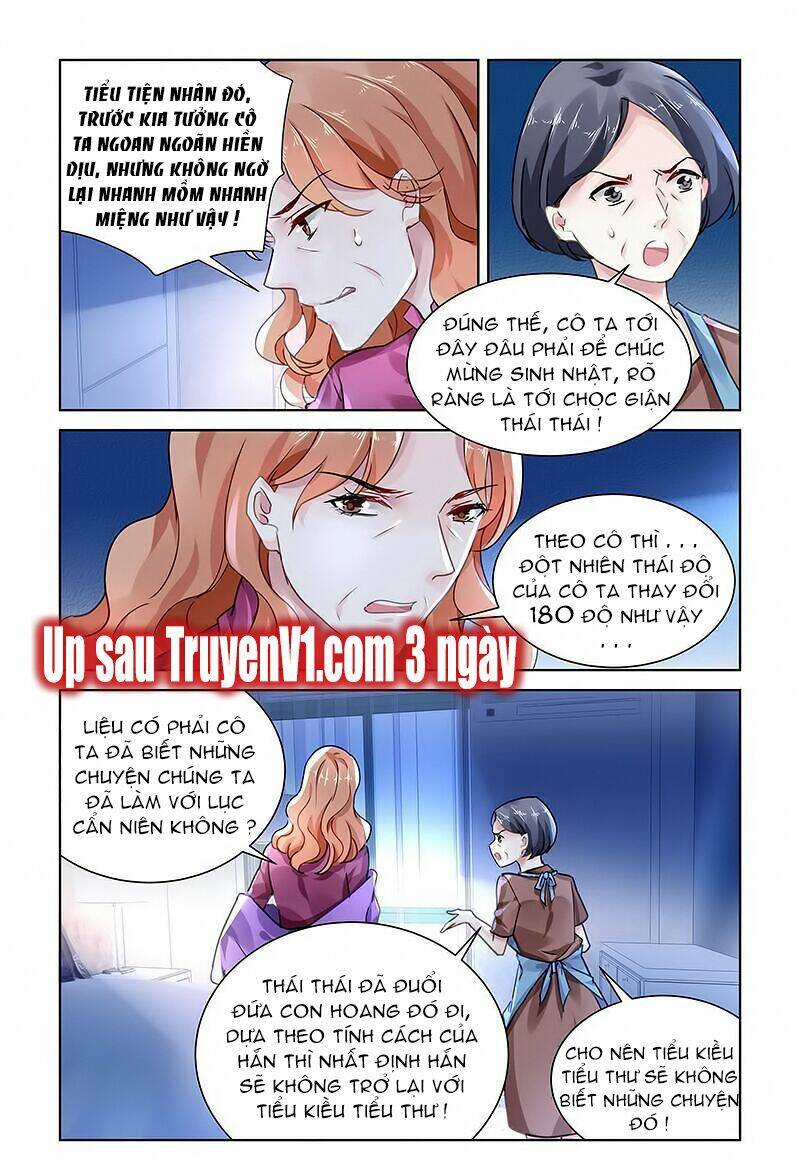 TIỂU TIỆN NHÂN ĐÓ,
TRƯỚC KIA TƯỞNG CÔ
TA NGOAN NGOÃN HIỀN
DỊU, NHƯNG KHÔNG NGỜ
LẠI NHANH MỒM NHANH
MIỆNG NHƯ VẬY !
ĐÚNG THẾ, CÔ TA TỚI
ĐÂY ĐÂU PHẢI ĐỂ CHÚC
MỪNG SINH NHẬT, RÕ
RÀNG LÀ TỚI CHỌC GIẬN
THÁI THÁI !
THEO CÔ THÌ . . .
ĐỘT NHIÊN THÁI ĐỘ
CỦA CÔ TA THAY ĐỔI
180 ĐỘ NHƯ VẬY
. . .
Up sau TruyenV1.com 3 ngày
LIỆU CÓ PHẢI CÔ
TA ĐÃ BIẾT NHỮNG
CHUYỆN CHÚNG TA
ĐÃ LÀM VỚI LỤC
CẨN NIÊN KHÔNG ?
THÁI THÁI ĐÃ ĐUỔI
ĐỨA CON HOANG ĐÓ ĐI,
DỰA THEO TÍNH CÁCH CỦA
HẮN THÌ NHẤT ĐỊNH HẮN
SẼ KHÔNG TRỞ LẠI VỚI
TIỂU KIỀU TIỂU THƯ !
CHO NÊN TIỂU KIỀU
TIỂU THƯ SẼ KHÔNG
BIẾT NHỮNG CHUYỆN
ĐÓ !